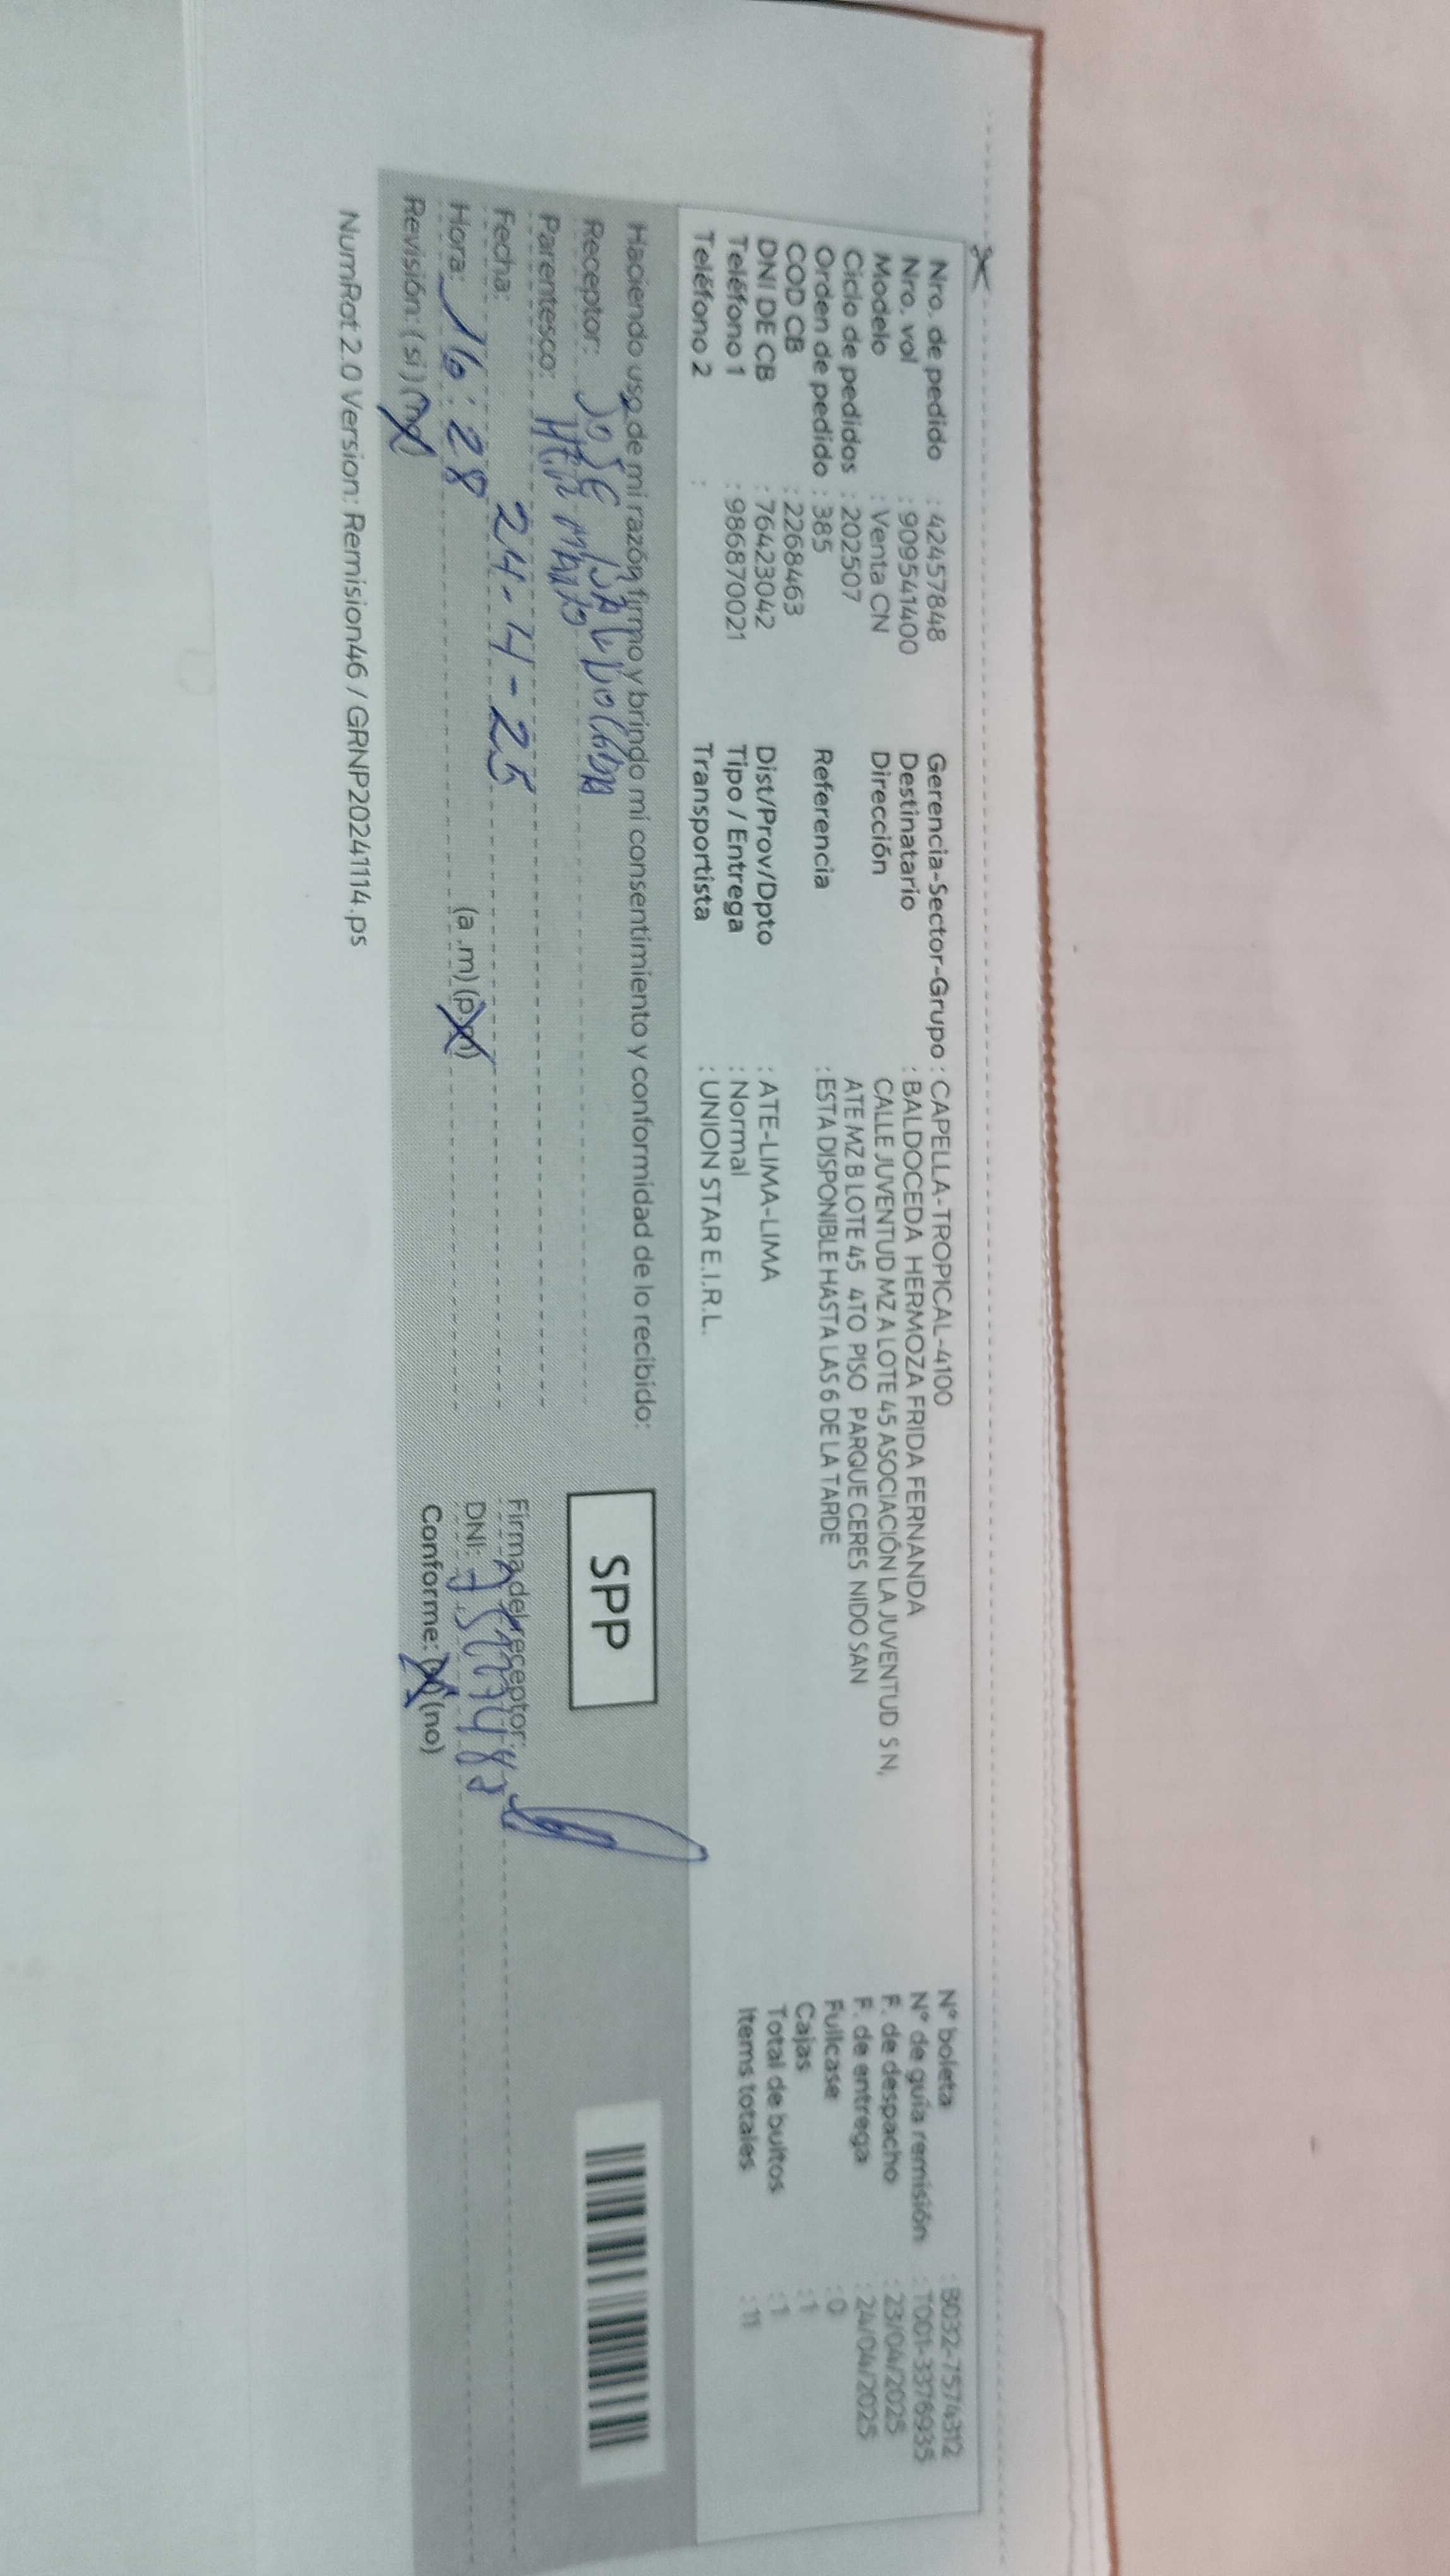 Nro. de pedido : 42457848
Nro. vol : 909541400
Modelo : Venta CN
Ciclo de pedidos : 202507
Orden de pedido : 385
COD CB : 2268463
DNI DE CB : 76423042
Teléfono 1 : 986870021
Teléfono 2 :
Gerencia-Sector-Grupo : CAPELLA-TROPICAL-4100
Destinatario : BALDOCEDA HERMOZA FRIDA FERNANDA
Dirección CALLE JUVENTUD MZ A LOTE 45 ASOCIACIÓN LA JUVENTUD SN,
ATE MZ B LOTE 45 4TO PISO PARQUE CERES NIDO SAN
Referencia : ESTA DISPONIBLE HASTA LAS 6 DE LA TARDE
Dist/Prov/Dpto : ATE-LIMA-LIMA
Tipo / Entrega : Normal
Transportista : UNION STAR E.I.R.L.
N° boleta : B032-7574312
N° de guía remisión : T001-3376935
F. de despacho : 23/04/2025
F. de entrega : 24/04/2025
Fullcase : 0
Cajas : 1
Total de bultos : 1
Items totales : 11
Haciendo uso de mi razón firmo y brindo mi consentimiento y conformidad de lo recibido:
Receptor: JOSE
Parentesco:
Fecha: 24-4-25
Hora: 16:28 (a.m) (p.m)
Revisión: (si) (no)
SPP
Firma del receptor:
DNI:
Conforme: (si) (no)
NumRot 2.0 Version: Remision46 / GRNP20241114.ps